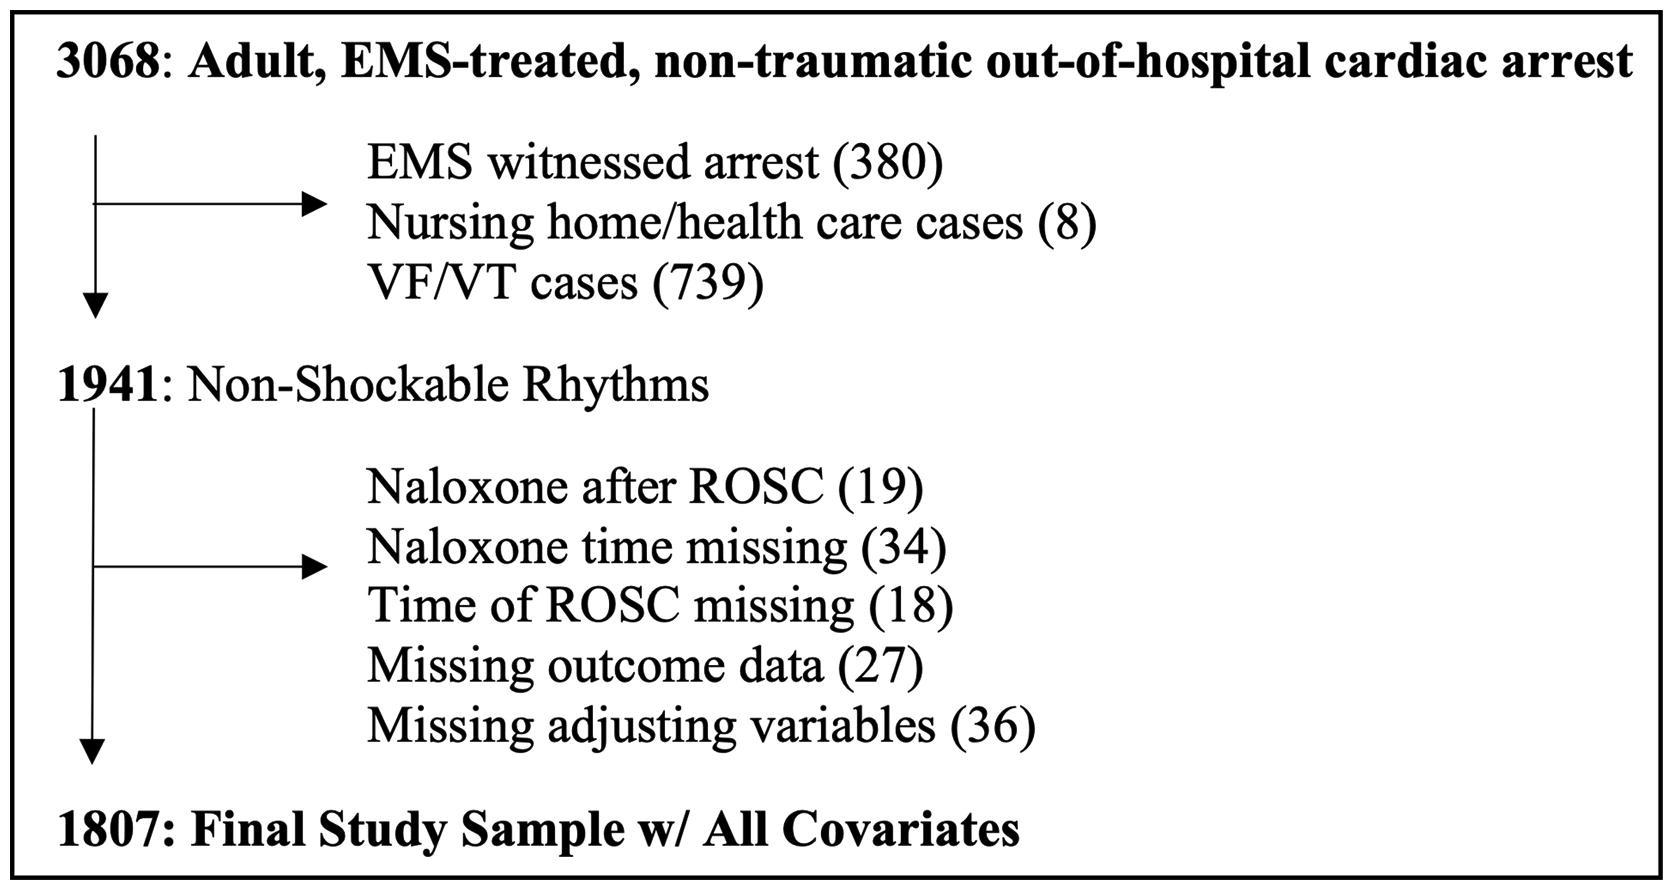 3068: Adult, EMS-treated, non-traumatic out-of-hospital cardiac arrest
EMS witnessed arrest (380)
Nursing home/health care cases (8)
VF/VT cases (739)
1941: Non-Shockable Rhythms
Naloxone after ROSC (19)
Naloxone time missing (34)
Time of ROSC missing (18)
Missing outcome data (27)
Missing adjusting variables (36)
1807: Final Study Sample w/ All Covariates